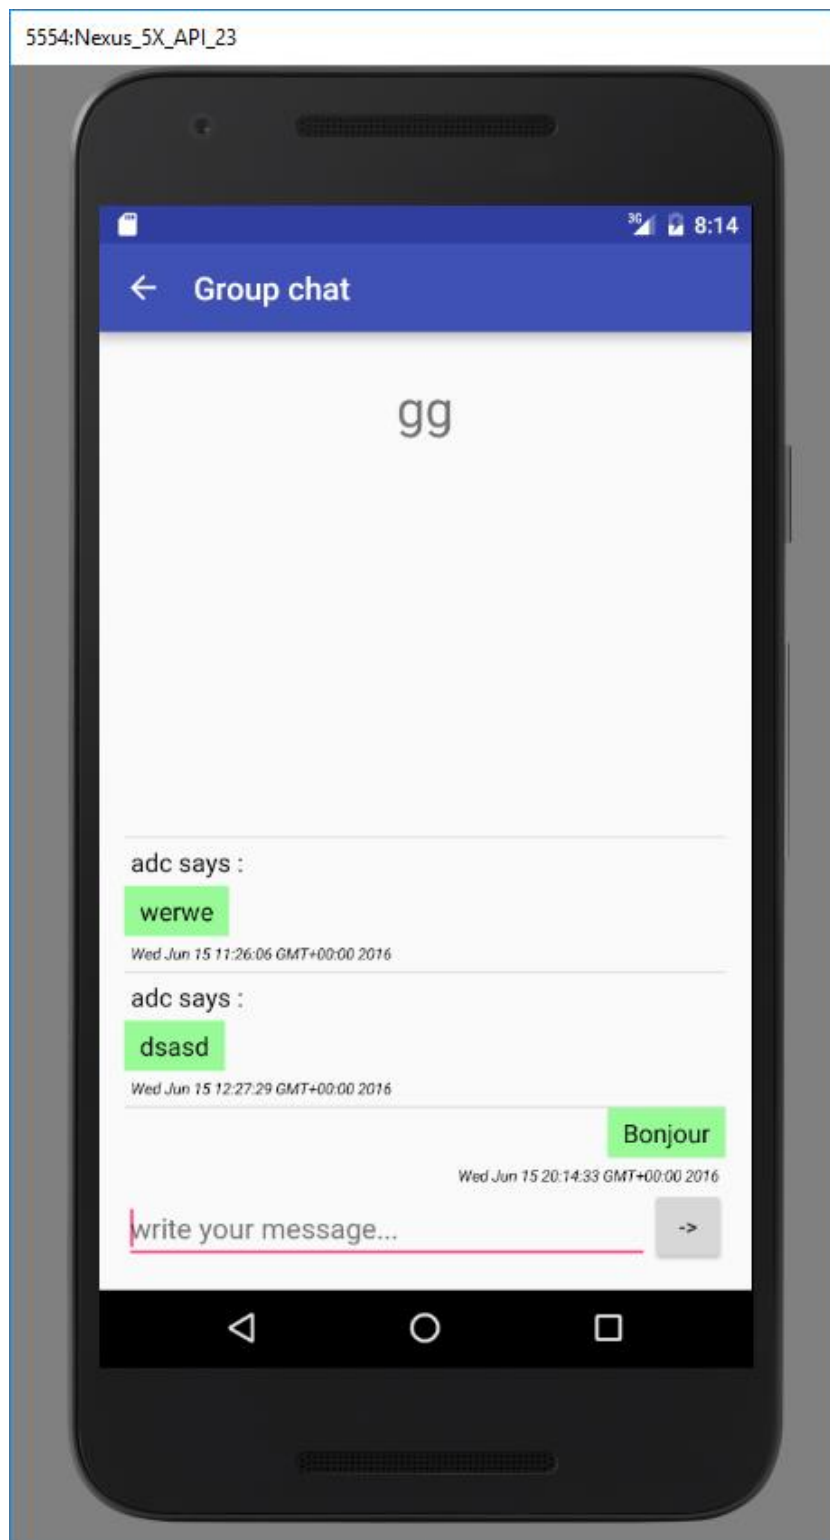 5554:Nexus_5X_API_23
3G 8:14
Group chat
gg
adc says :
werwe
Wed Jun 15 11:26:06 GMT+00:00 2016
adc says :
dsasd
Wed Jun 15 12:27:29 GMT+00:00 2016
Bonjour
Wed Jun 15 20:14:33 GMT+00:00 2016
write your message...
->